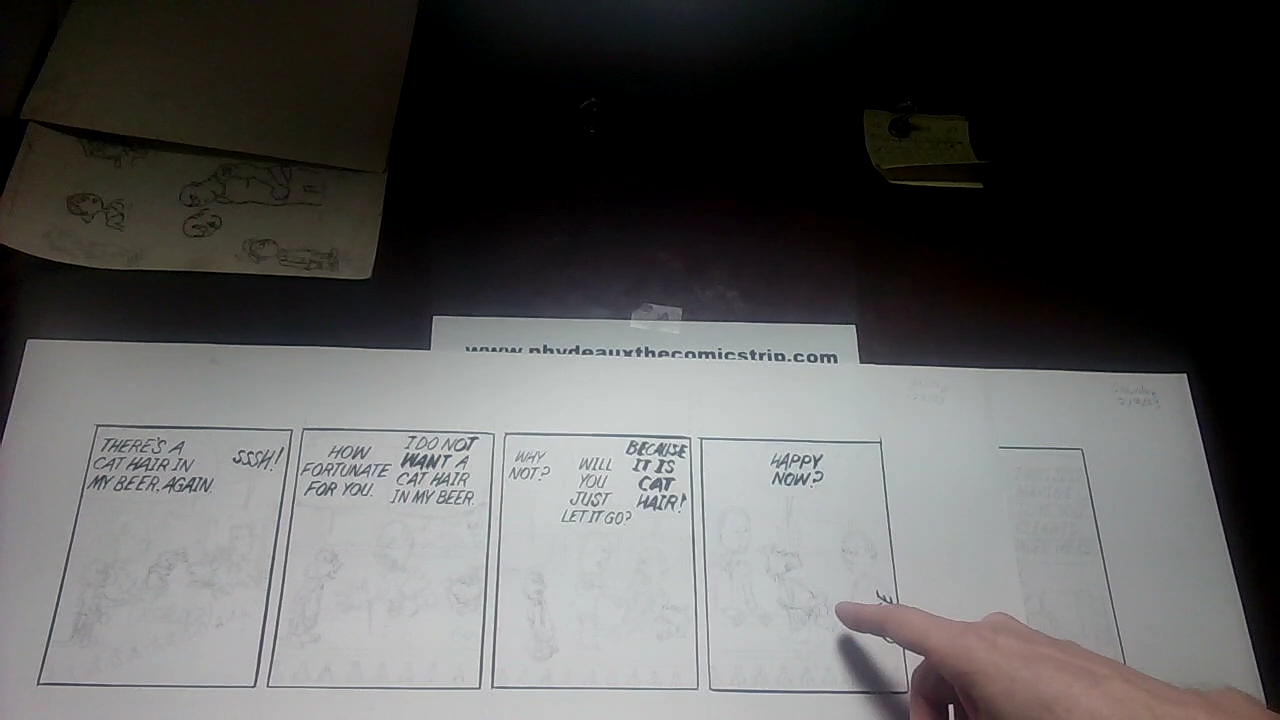 www.phydeauxthecomicstrip.com
THERE'S A
CAT HAIR IN
MY BEER, AGAIN.
SSSH!
HOW
FORTUNATE
FOR YOU.
I DO NOT
WANT A
CAT HAIR
IN MY BEER.
WHY
NOT?
WILL
YOU
JUST
LET IT GO?
BECAUSE
IT IS
CAT
HAIR!
HAPPY
NOW?